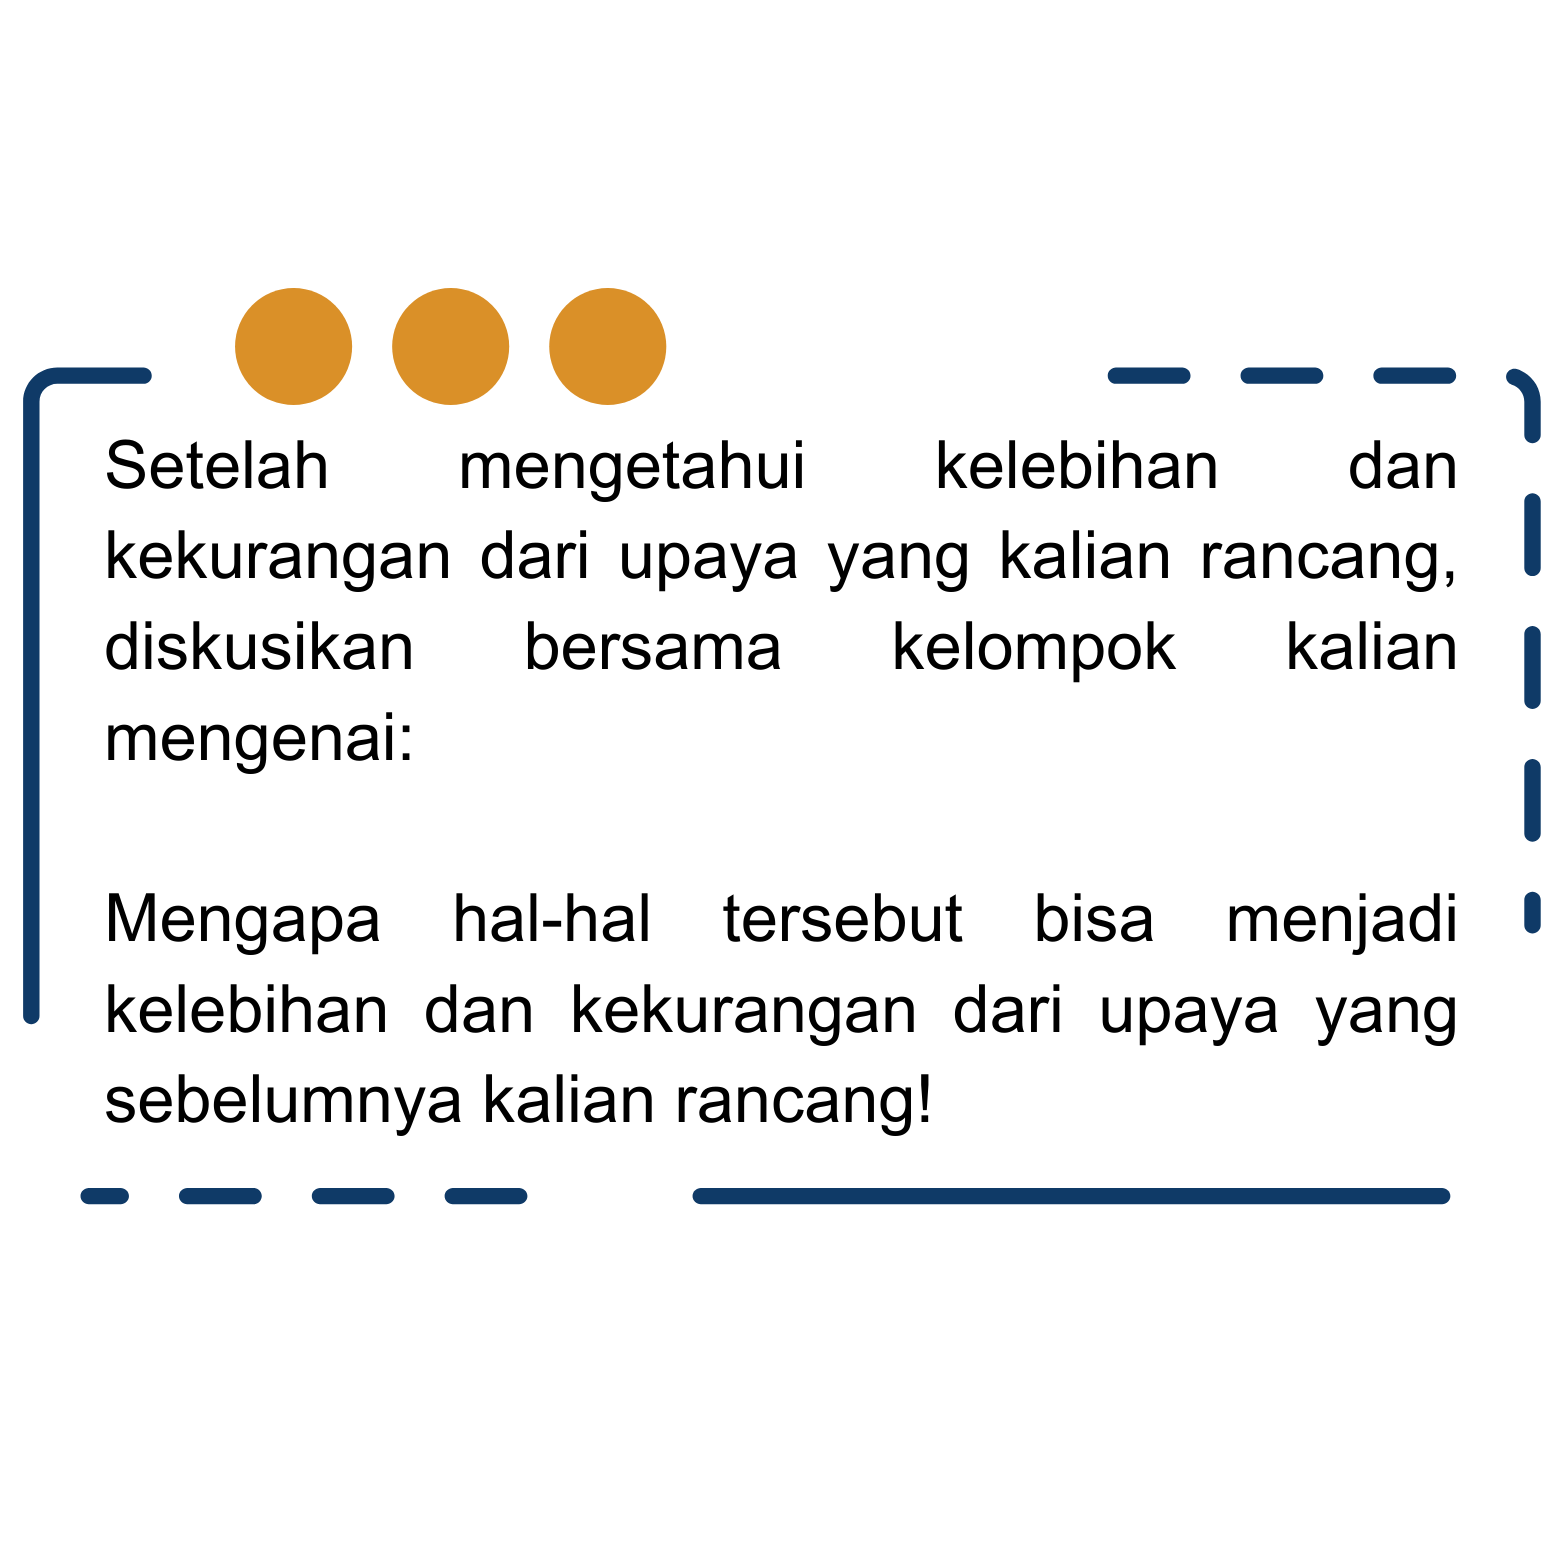 Setelah mengetahui kelebihan dan
kekurangan dari upaya yang kalian rancang,
diskusikan bersama kelompok kalian
mengenai:
Mengapa hal-hal tersebut bisa menjadi
kelebihan dan kekurangan dari upaya yang
sebelumnya kalian rancang!